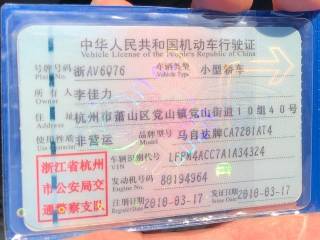 中华人民共和国机动车行驶证
Vehicle License of the People's Republic of China
号牌号码 浙AV6Q76 车辆类型 小型轿车
Plate No. Vehicle Type
所有人 李佳力
Owner
住址 杭州市萧山区党山镇党山街道10组40号
Address
使用性质 非营运 品牌型号 马自达牌CA7281AT4
Use Character Model
浙江省杭州
市公安局交
通警察支队
车辆识别代号 LFPM4ACC7A1A34324
VIN
发动机号码 80194964
Engine No.
注册日期 2010-03-17 发证日期 2010-03-17
Register Date Issue Date